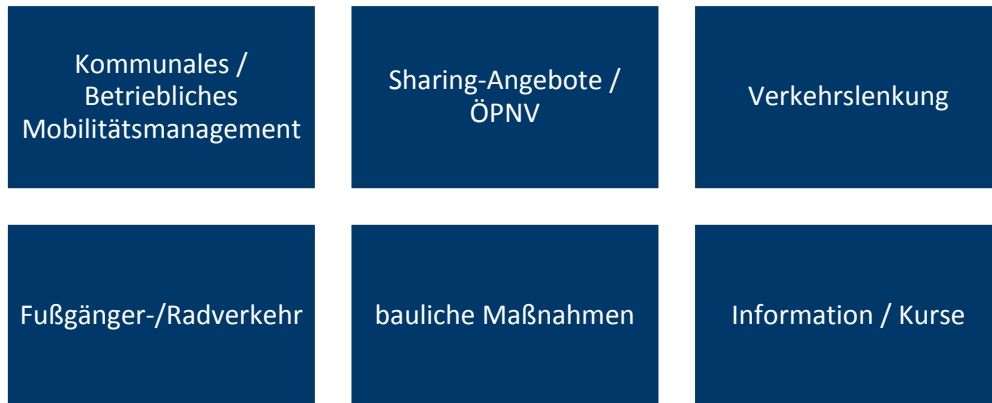 Kommunales /
Betriebliches
Mobilitätsmanagement
Sharing-Angebote /
ÖPNV
Verkehrslenkung
Fußgänger-/Radverkehr
bauliche Maßnahmen
Information / Kurse